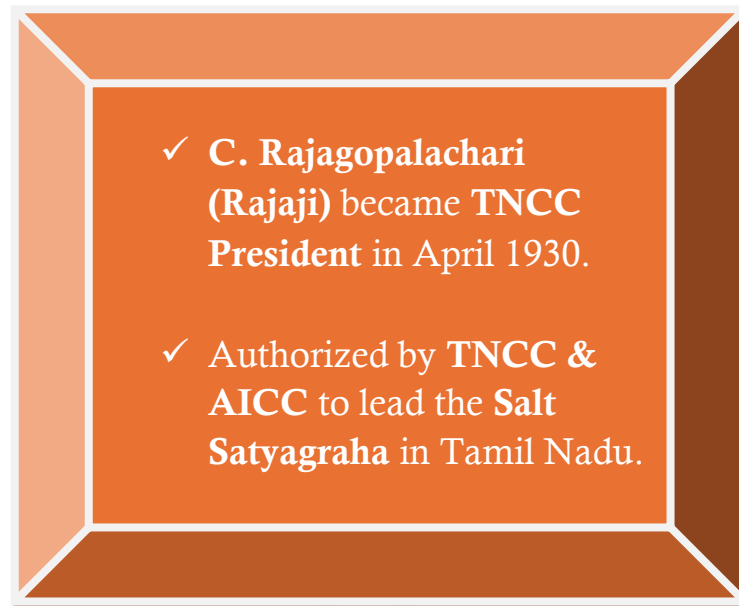 ✓ C. Rajagopalachari
(Rajaji) became TNCC
President in April 1930.
✓ Authorized by TNCC &
AICC to lead the Salt
Satyagraha in Tamil Nadu.